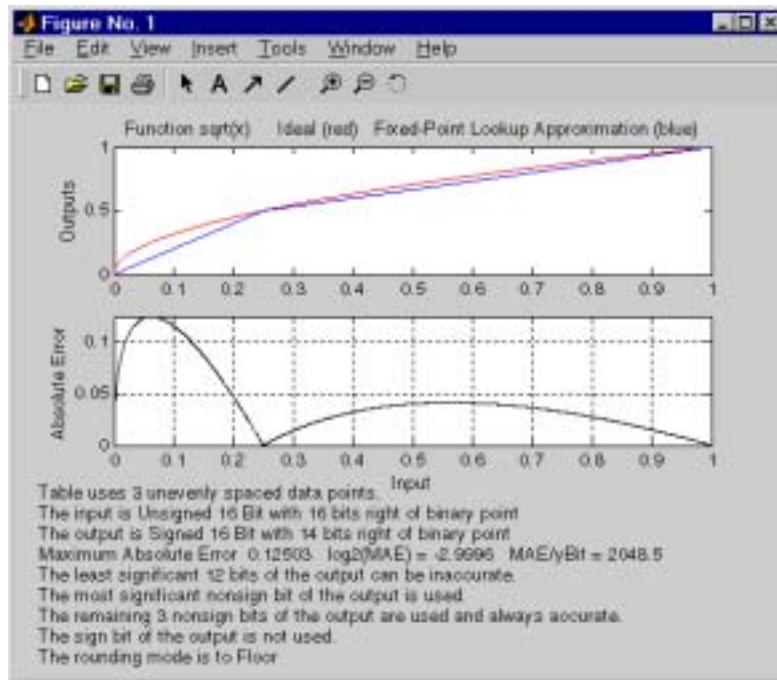 Figure No. 1
File Edit View Insert Tools Window Help
A
Function sqrt(x) Ideal (red) Fixed-Point Lookup Approximation (blue)
1
0.5
0
Outputs
0 0.1 0.2 0.3 0.4 0.5 0.6 0.7 0.8 0.9 1
0.1
0.05
0
Absolute Error
0 0.1 0.2 0.3 0.4 0.5 0.6 0.7 0.8 0.9 1
Input
Table uses 3 unevenly spaced data points.
The input is Unsigned 16 Bit with 16 bits right of binary point
The output is Signed 16 Bit with 14 bits right of binary point
Maximum Absolute Error 0.12503 log2(MAE) = -2.9996 MAE/yBit = 2048.5
The least significant 12 bits of the output can be inaccurate.
The most significant nonsign bit of the output is used.
The remaining 3 nonsign bits of the output are used and always accurate.
The sign bit of the output is not used.
The rounding mode is to Floor